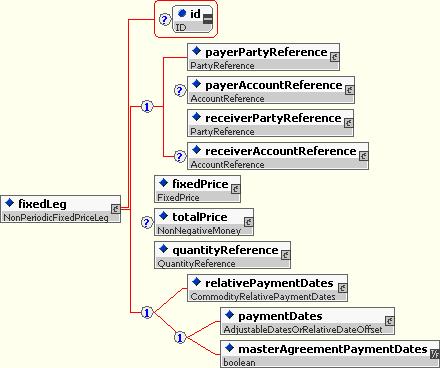 ? id
ID
payerPartyReference
PartyReference
1
? payerAccountReference
AccountReference
receiverPartyReference
PartyReference
? receiverAccountReference
AccountReference
fixedLeg
NonPeriodicFixedPriceLeg
fixedPrice
FixedPrice
? totalPrice
NonNegativeMoney
quantityReference
QuantityReference
relativePaymentDates
CommodityRelativePaymentDates
1
paymentDates
AdjustableDatesOrRelativeDateOffset
1
masterAgreementPaymentDates
boolean